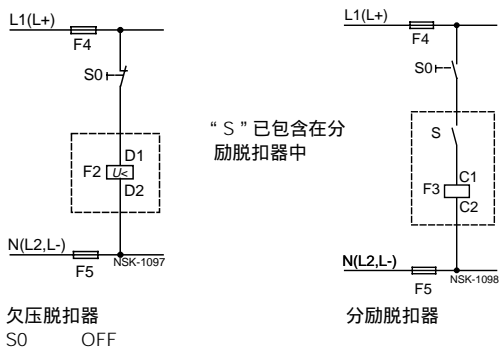 L1(L+)
F4
S0
F2
U<
D1
D2
N(L2,L-)
F5
NSK-1097
欠压脱扣器
S0 OFF
“S”已包含在分
励脱扣器中
L1(L+)
F4
S0
S
F3
C1
C2
N(L2,L-)
F5
NSK-1098
分励脱扣器